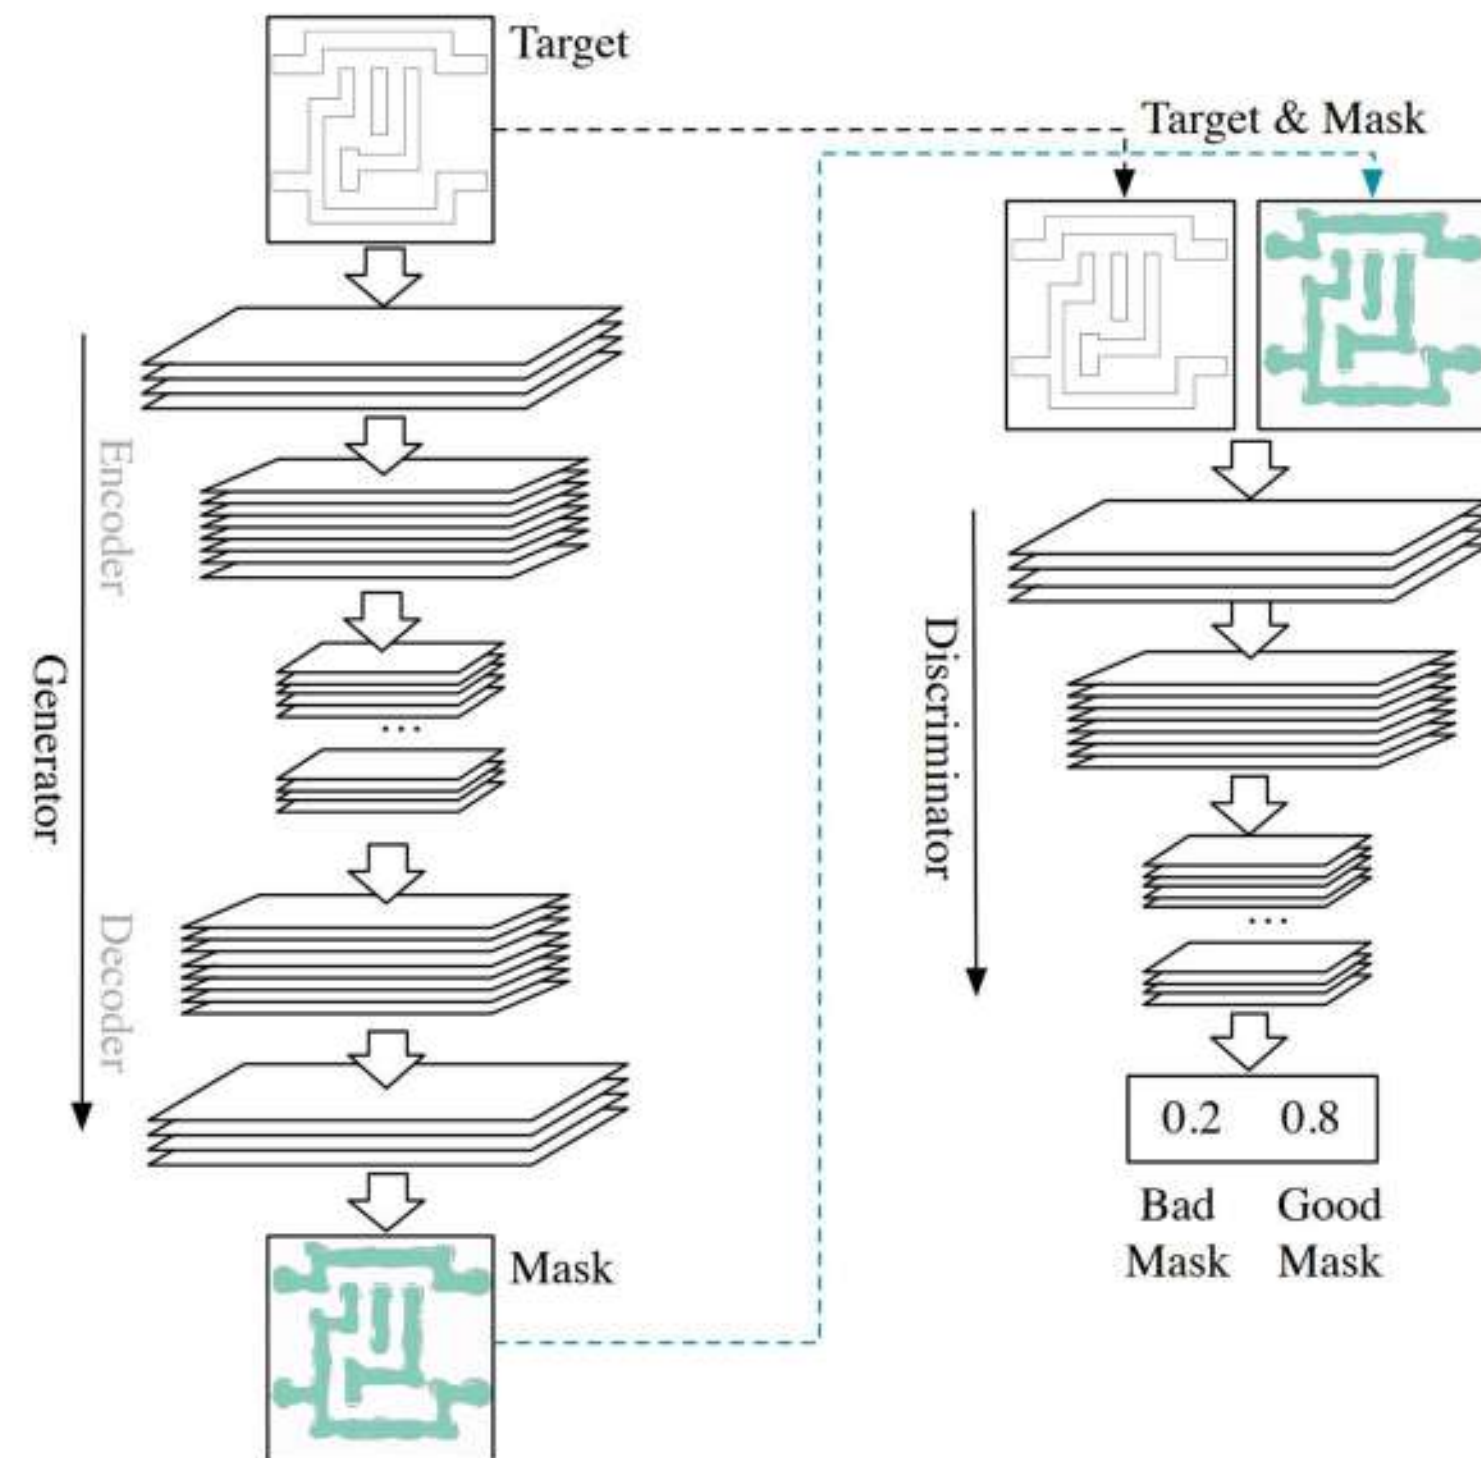 Target
Target & Mask
Encoder
Generator
...
Decoder
Mask
Discriminator
...
0.2 0.8
Bad Good
Mask Mask